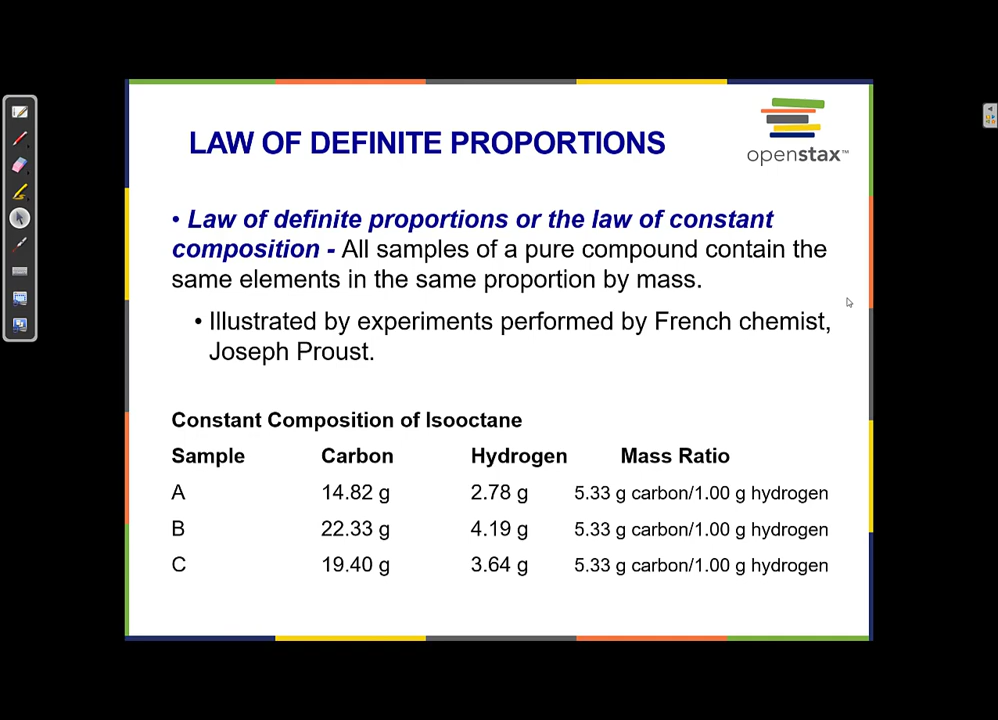 LAW OF DEFINITE PROPORTIONS
openstax™
• Law of definite proportions or the law of constant
composition - All samples of a pure compound contain the
same elements in the same proportion by mass.
• Illustrated by experiments performed by French chemist,
Joseph Proust.
Constant Composition of Isooctane
Sample Carbon Hydrogen Mass Ratio
A 14.82 g 2.78 g 5.33 g carbon/1.00 g hydrogen
B 22.33 g 4.19 g 5.33 g carbon/1.00 g hydrogen
C 19.40 g 3.64 g 5.33 g carbon/1.00 g hydrogen